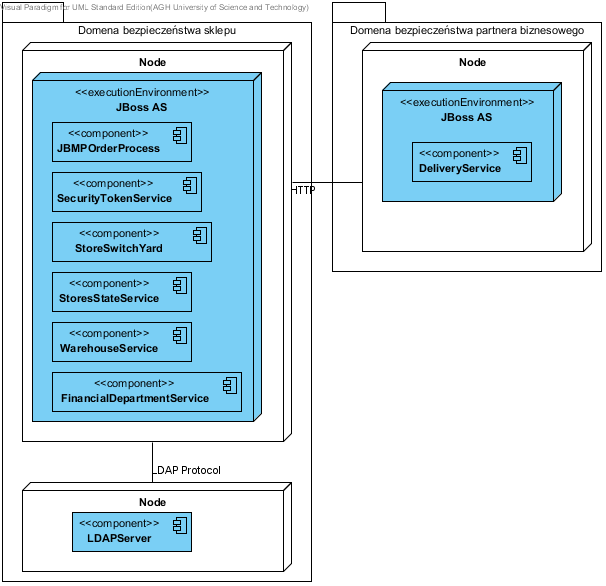 Visual Paradigm for UML Standard Edition(AGH University of Science and Technology)
Domena bezpieczeństwa sklepu
Node
<<executionEnvironment>>
JBoss AS
<<component>>
JBMPOrderProcess
<<component>>
SecurityTokenService
<<component>>
StoreSwitchYard
<<component>>
StoresStateService
<<component>>
WarehouseService
<<component>>
FinancialDepartmentService
LDAP Protocol
Node
<<component>>
LDAPServer
HTTP
Domena bezpieczeństwa partnera biznesowego
Node
<<executionEnvironment>>
JBoss AS
<<component>>
DeliveryService